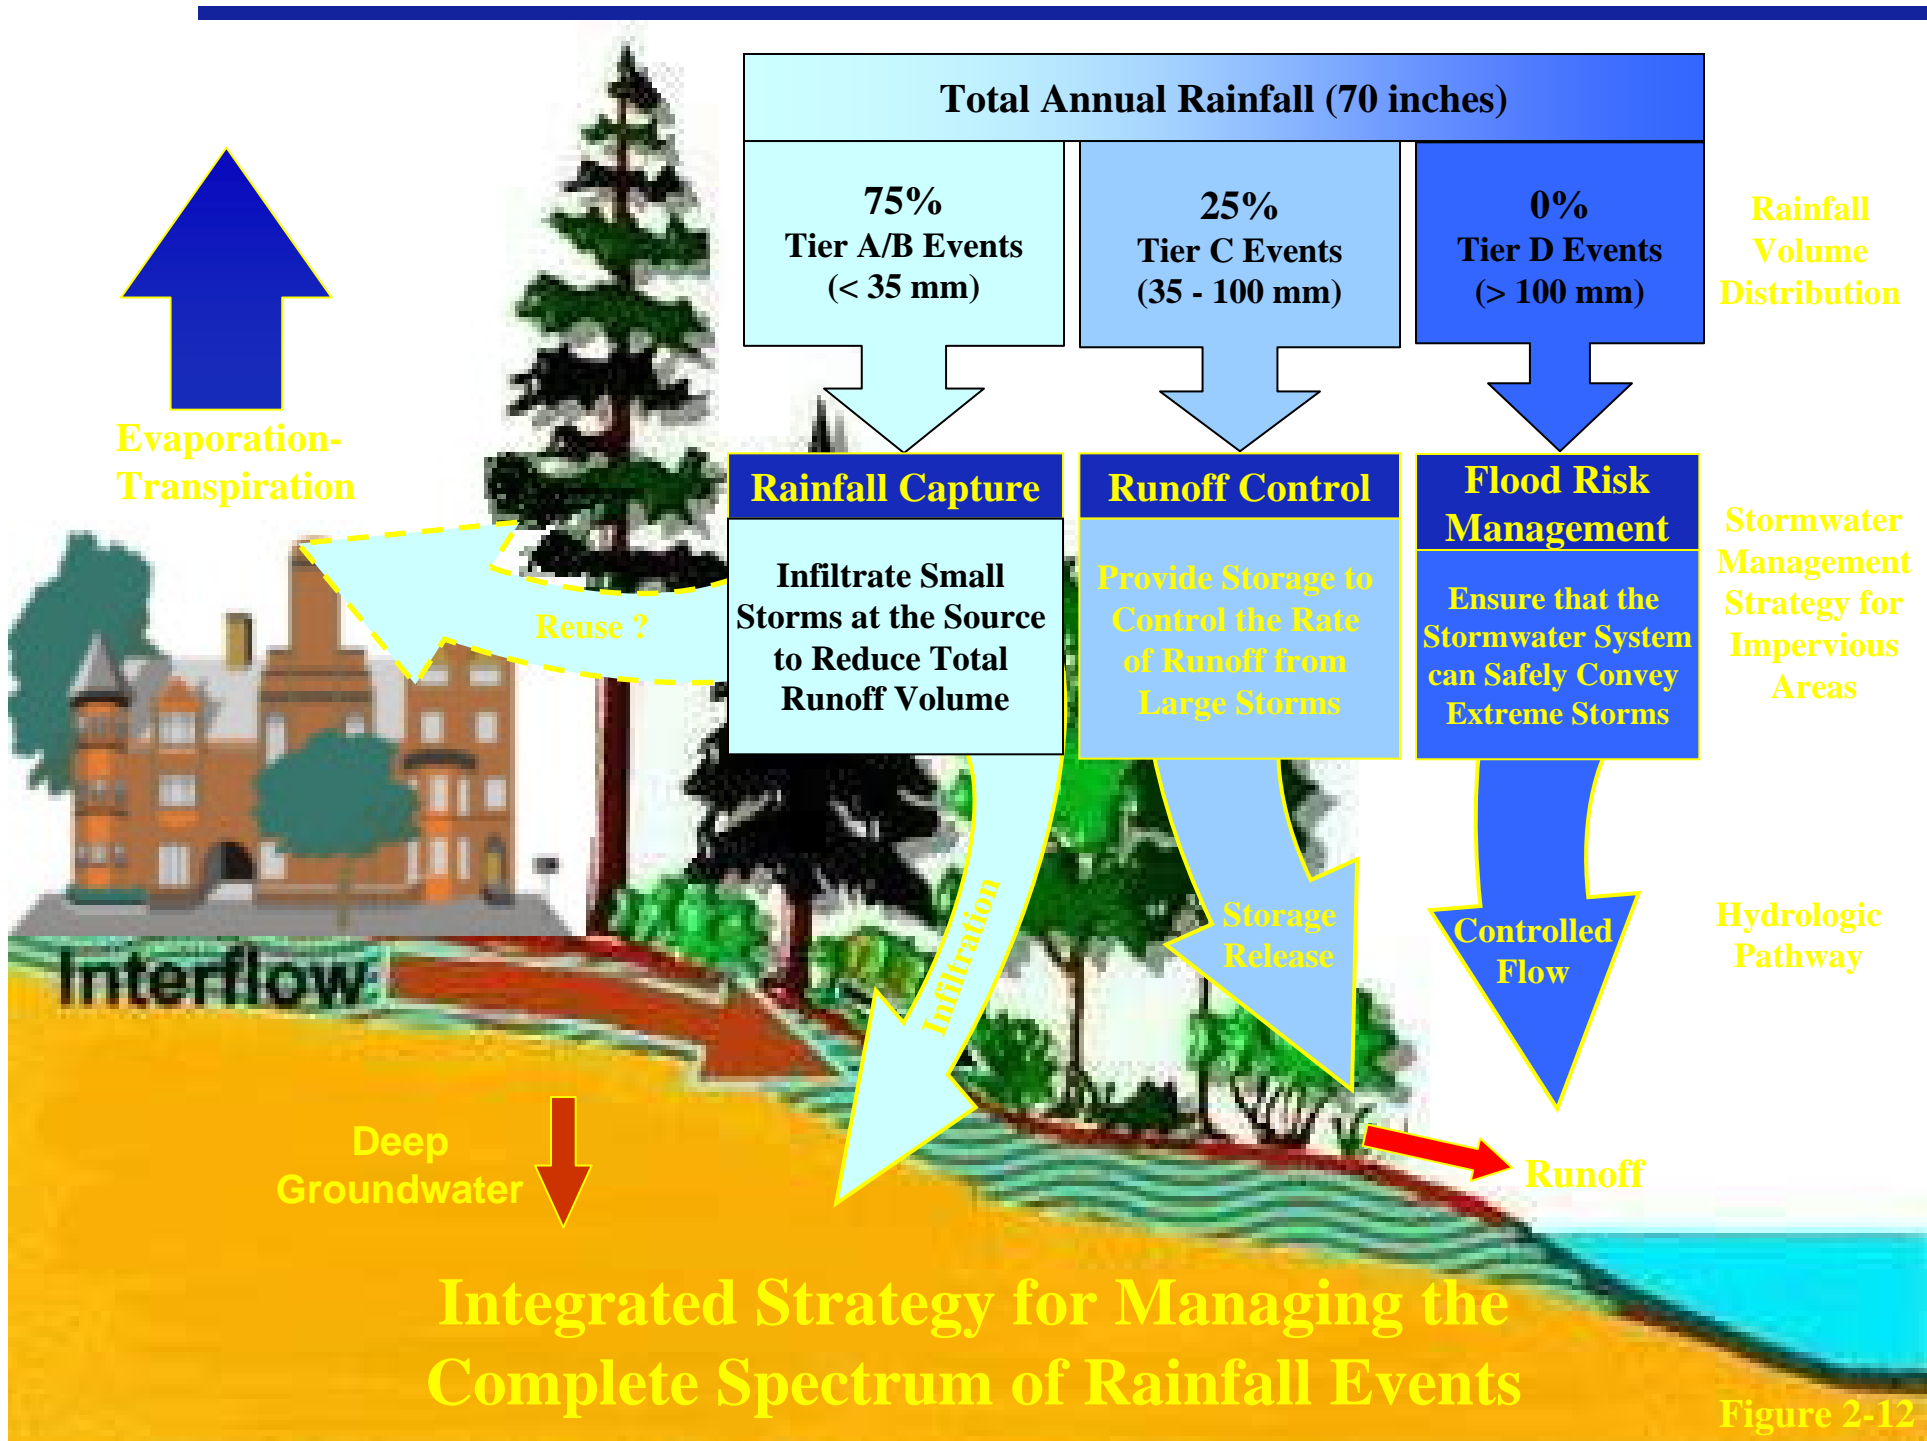 Total Annual Rainfall (70 inches)
75%
Tier A/B Events
(< 35 mm)
25%
Tier C Events
(35 - 100 mm)
0%
Tier D Events
(> 100 mm)
Rainfall
Volume
Distribution
Evaporation-
Transpiration
Rainfall Capture
Infiltrate Small
Storms at the Source
to Reduce Total
Runoff Volume
Runoff Control
Provide Storage to
Control the Rate
of Runoff from
Large Storms
Flood Risk
Management
Ensure that the
Stormwater System
can Safely Convey
Extreme Storms
Stormwater
Management
Strategy for
Impervious
Areas
Reuse ?
Infiltration
Storage
Release
Controlled
Flow
Hydrologic
Pathway
Interflow
Deep
Groundwater
Runoff
Integrated Strategy for Managing the
Complete Spectrum of Rainfall Events
Figure 2-12